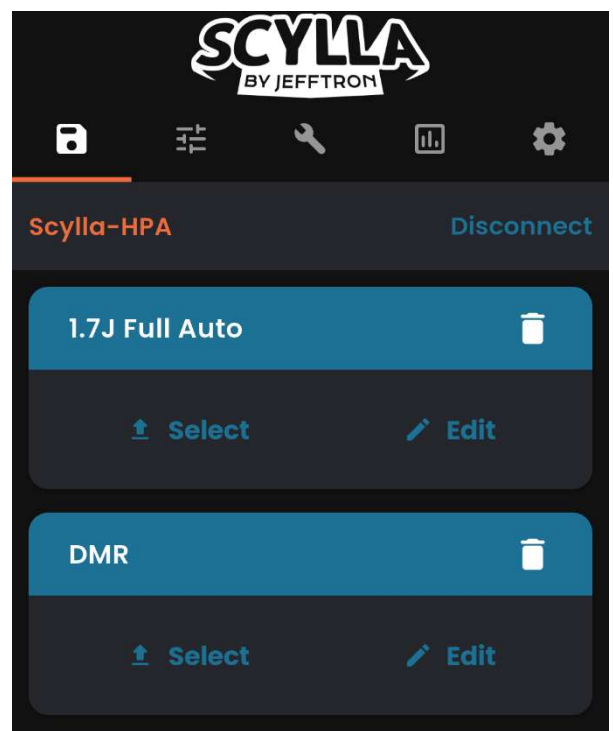 SCYLLA
BY JEFFTRON
Scylla-HPA Disconnect
1.7J Full Auto
Select Edit
DMR
Select Edit